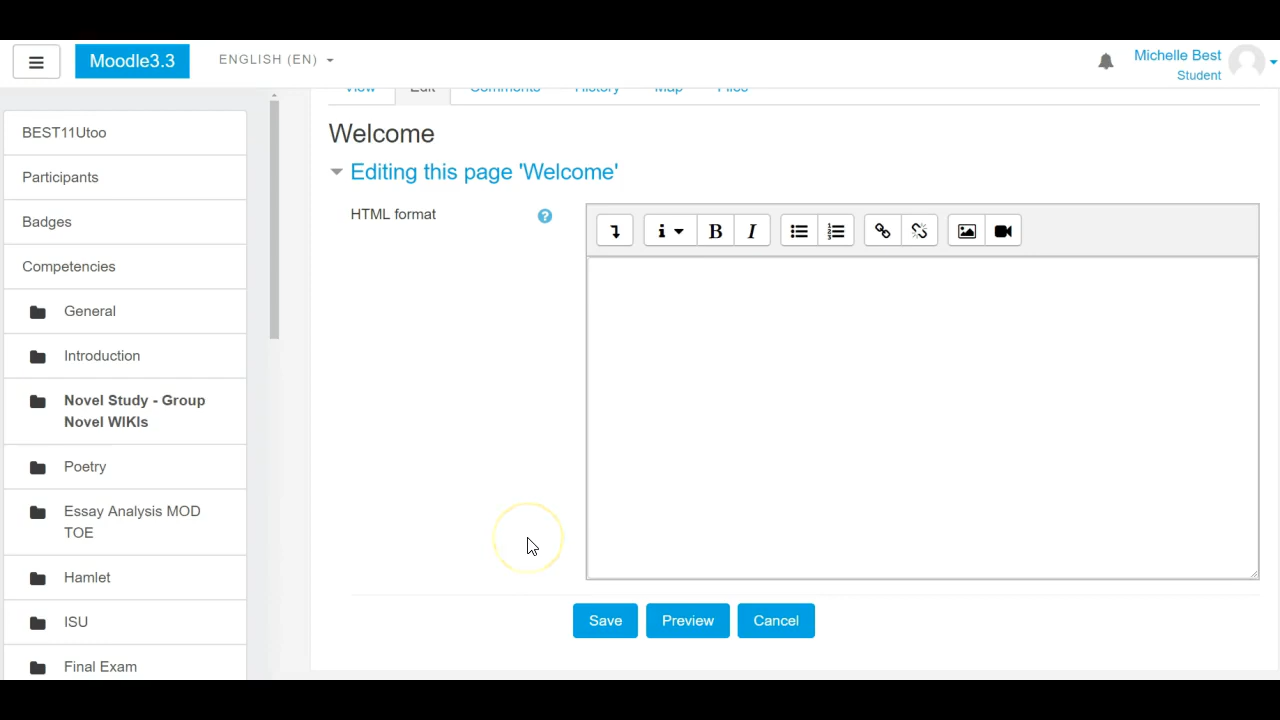 Moodle3.3
ENGLISH (EN)
Michelle Best
Student
View Edit Comments History Map Files
BEST11Utoo
Participants
Badges
Competencies
General
Introduction
Novel Study - Group
Novel WIKIs
Poetry
Essay Analysis MOD
TOE
Hamlet
ISU
Final Exam
Welcome
Editing this page 'Welcome'
HTML format
B I
Save Preview Cancel